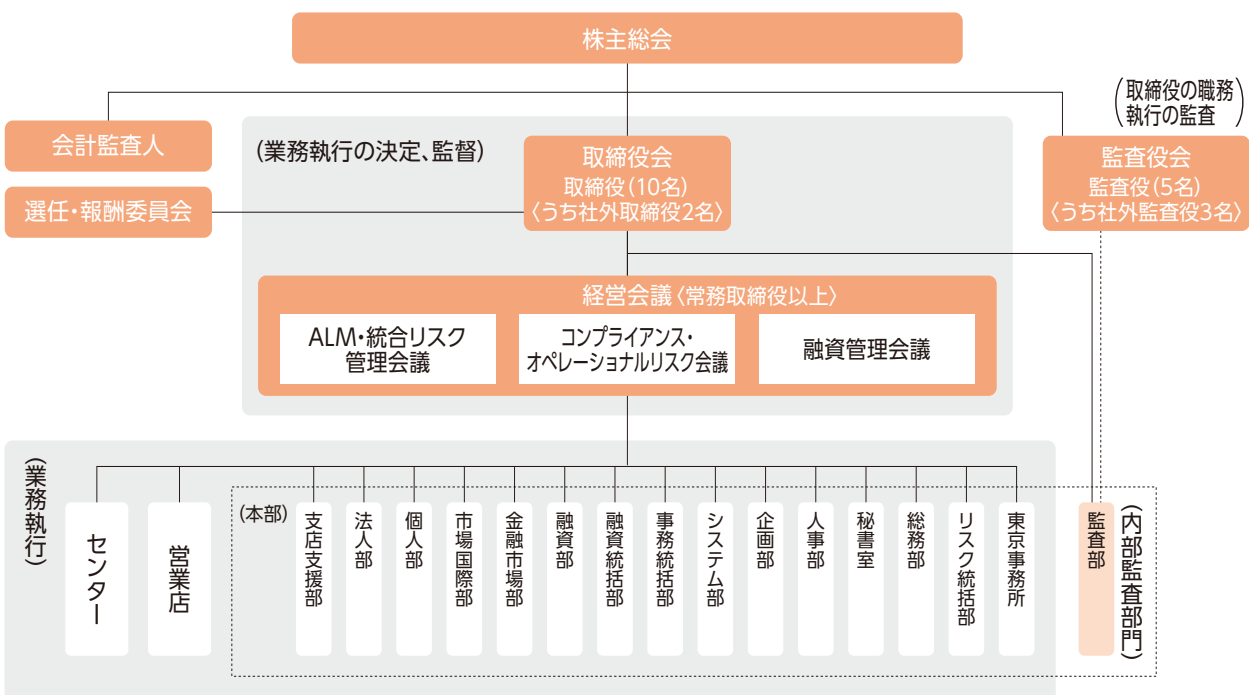 株主総会
(取締役の職務
執行の監査)
会計監査人
(業務執行の決定、監督)
取締役会
取締役(10名)
〈うち社外取締役2名〉
監査役会
監査役(5名)
〈うち社外監査役3名〉
選任・報酬委員会
経営会議〈常務取締役以上〉
ALM・統合リスク
管理会議
コンプライアンス・
オペレーショナルリスク会議
融資管理会議
(業務執行)
センター
営業店
(本部)
支店支援部
法人部
個人部
市場国際部
金融市場部
融資部
融資統括部
事務統括部
システム部
企画部
人事部
秘書室
総務部
リスク統括部
東京事務所
監査部
(内部監査部門)